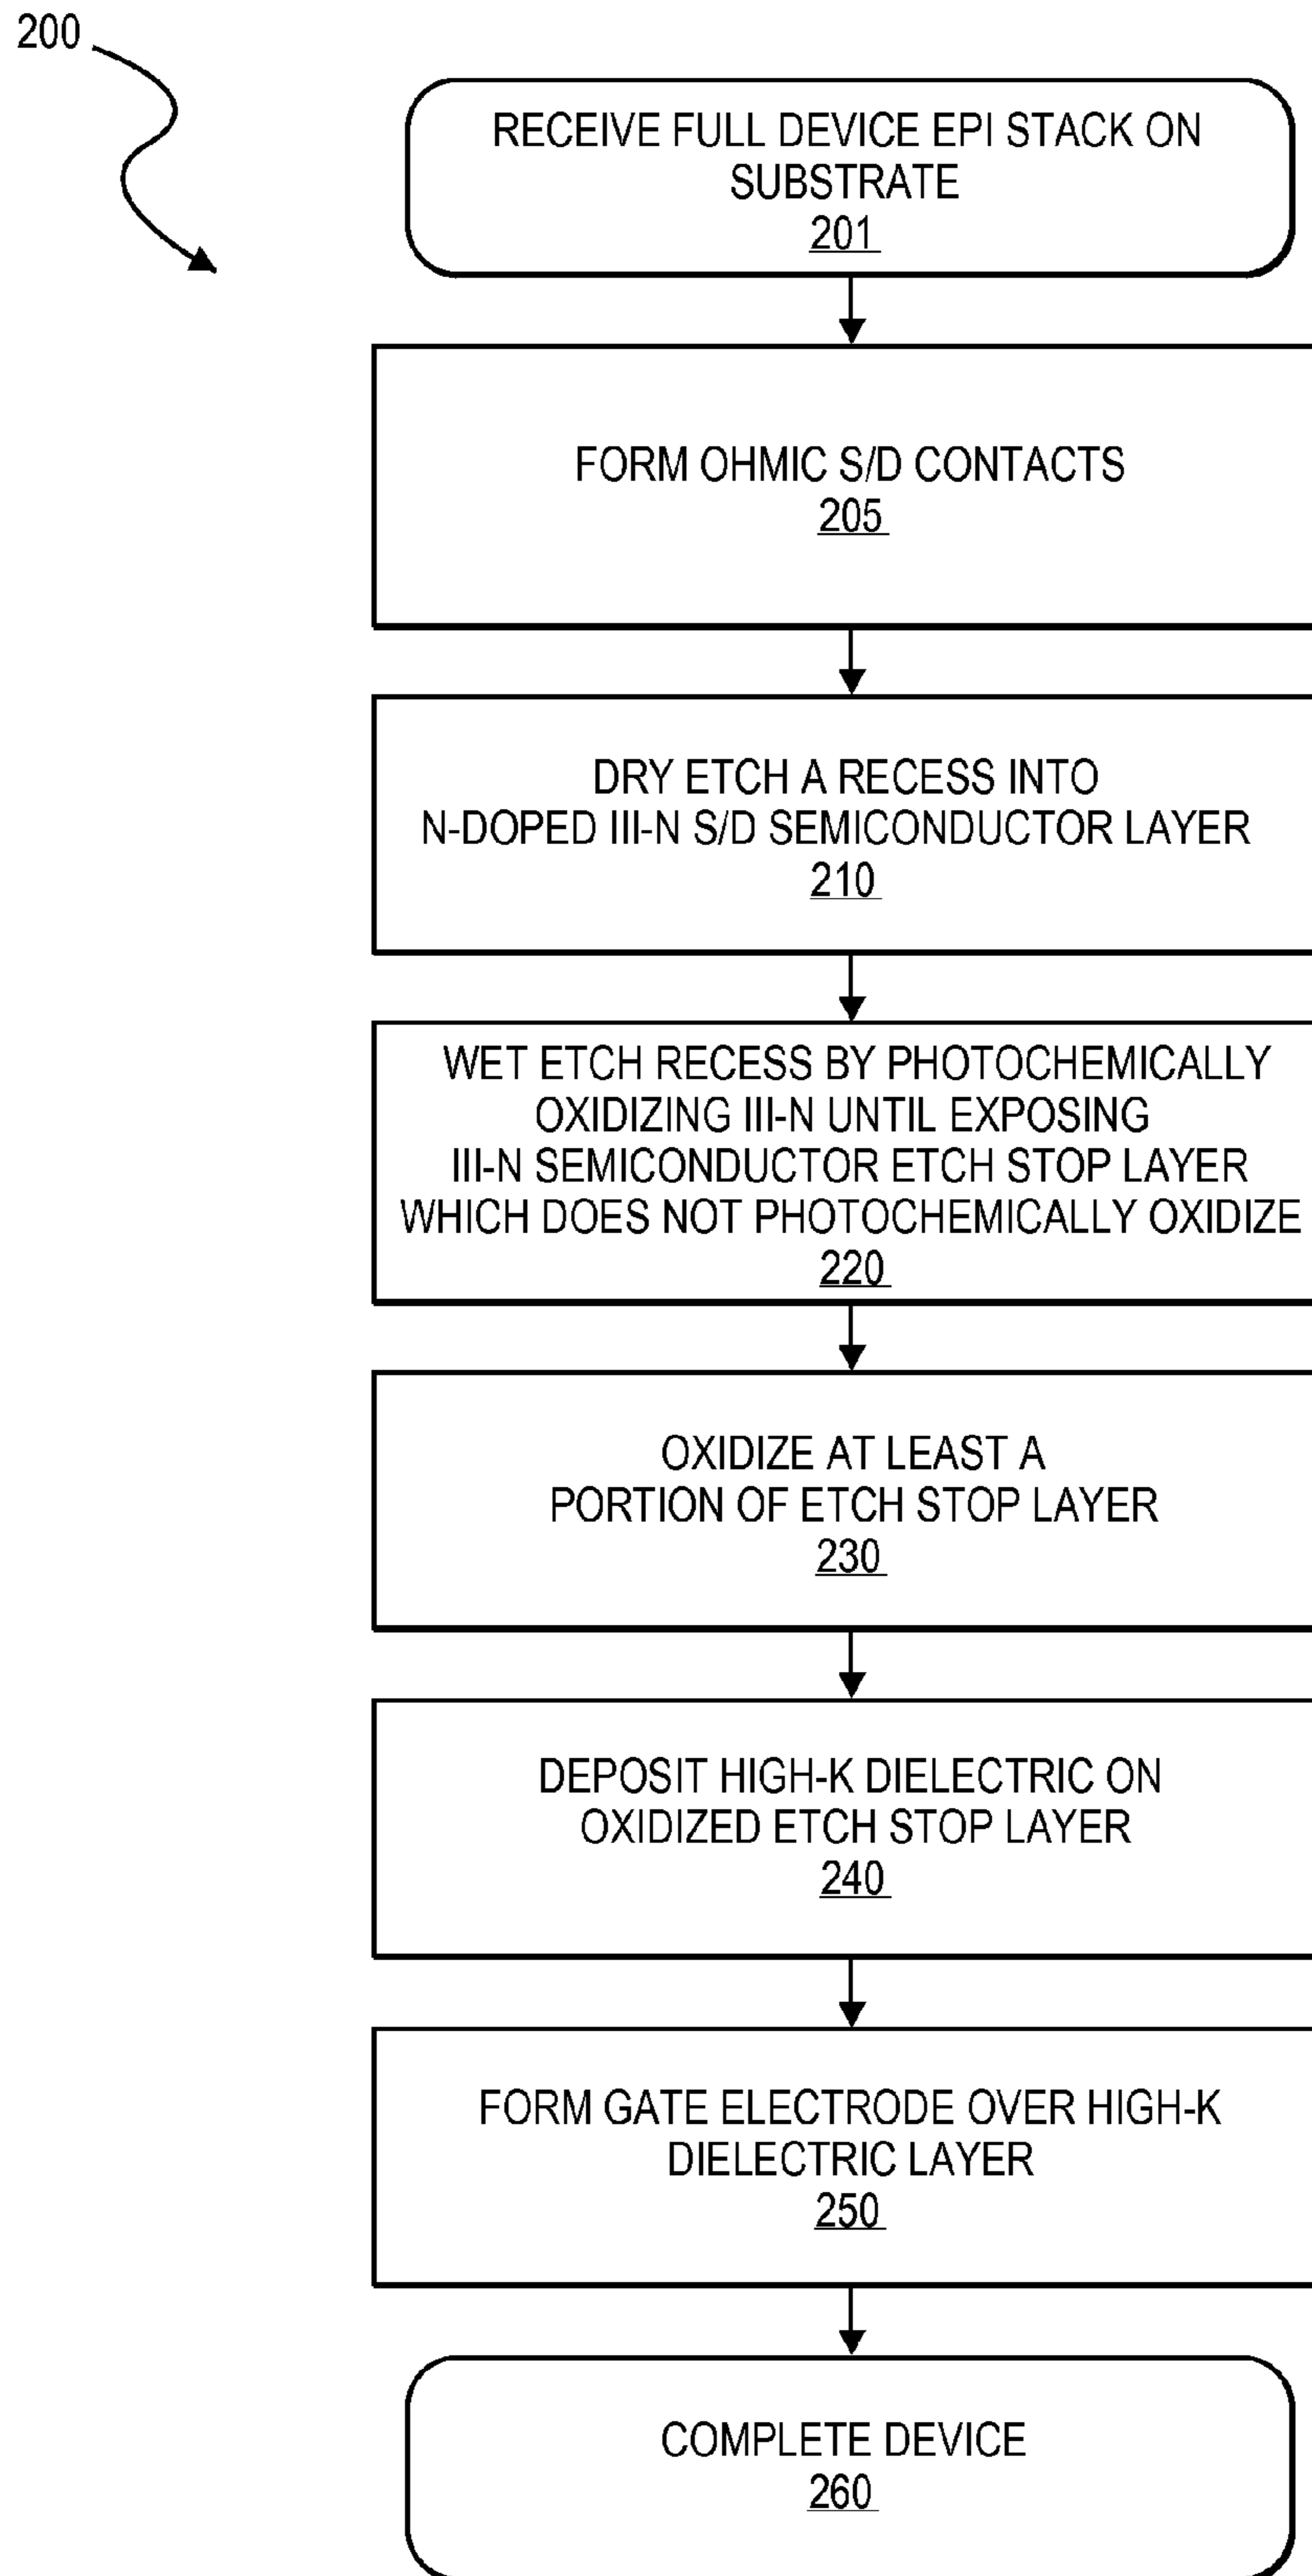 200
RECEIVE FULL DEVICE EPI STACK ON
SUBSTRATE
201
FORM OHMIC S/D CONTACTS
205
DRY ETCH A RECESS INTO
N-DOPED III-N S/D SEMICONDUCTOR LAYER
210
WET ETCH RECESS BY PHOTOCHEMICALLY
OXIDIZING III-N UNTIL EXPOSING
III-N SEMICONDUCTOR ETCH STOP LAYER
WHICH DOES NOT PHOTOCHEMICALLY OXIDIZE
220
OXIDIZE AT LEAST A
PORTION OF ETCH STOP LAYER
230
DEPOSIT HIGH-K DIELECTRIC ON
OXIDIZED ETCH STOP LAYER
240
FORM GATE ELECTRODE OVER HIGH-K
DIELECTRIC LAYER
250
COMPLETE DEVICE
260